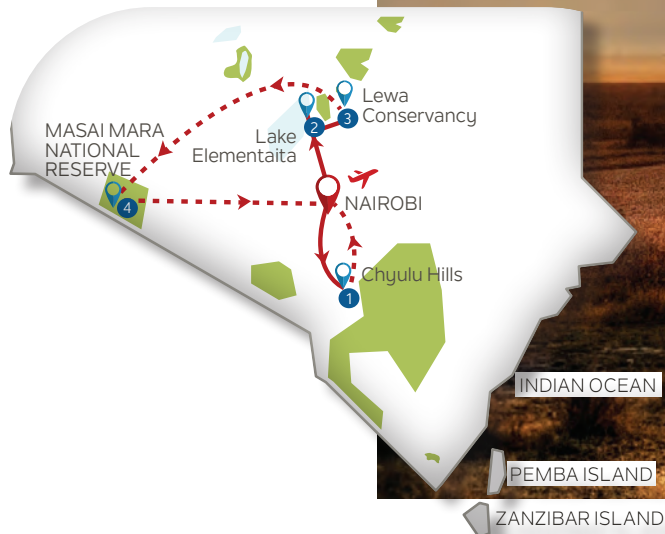 Lewa
Conservancy
3
2
Lake
Elementaita
MASAI MARA
NATIONAL
RESERVE
4
NAIROBI
Chyulu Hills
1
INDIAN OCEAN
PEMBA ISLAND
ZANZIBAR ISLAND